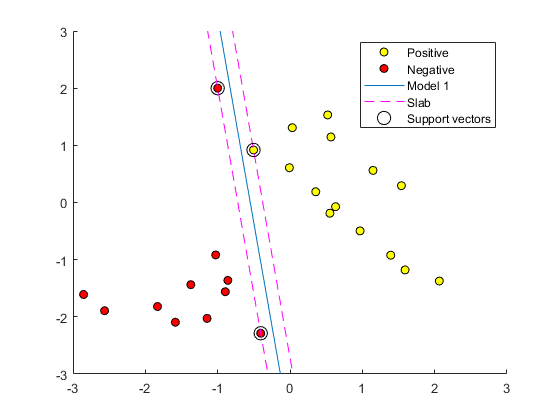 3
2
1
0
-1
-2
-3
-3
-2
-1
0
1
2
3
Positive
Negative
Model 1
Slab
Support vectors